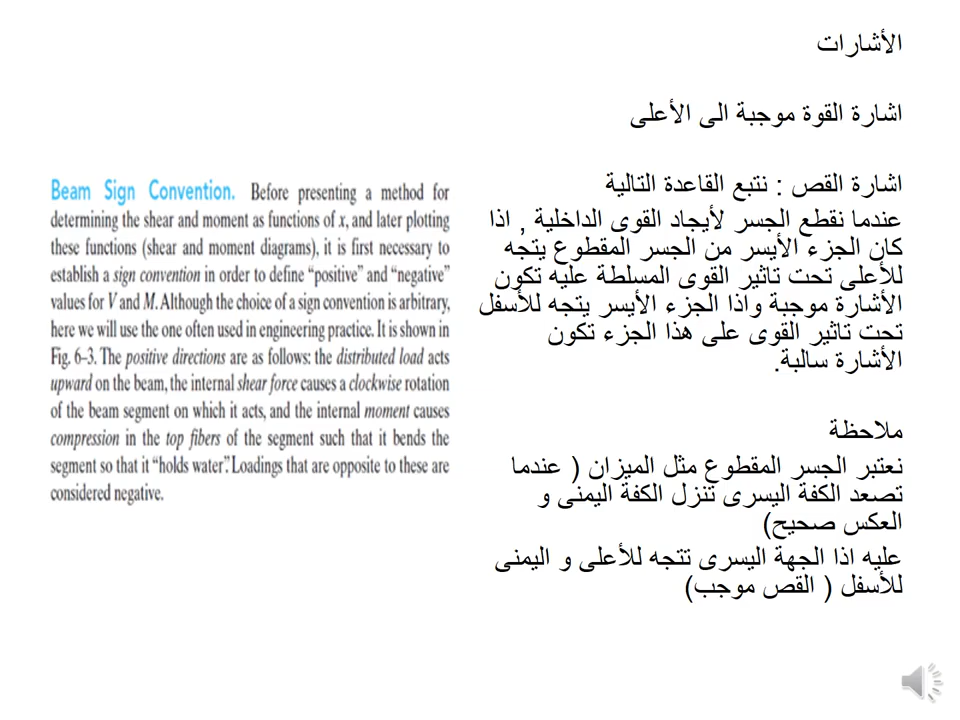 الأشارات
اشارة القوة موجبة الى الأعلى
اشارة القص : نتبع القاعدة التالية
عندما نقطع الجسر لأيجاد القوى الداخلية , اذا
كان الجزء الأيسر من الجسر المقطوع يتجه
للأعلى تحت تاثير القوى المسلطة عليه تكون
الأشارة موجبة واذا الجزء الأيسر يتجه للأسفل
تحت تاثير القوى على هذا الجزء تكون
الأشارة سالبة.
ملاحظة
نعتبر الجسر المقطوع مثل الميزان ( عندما
تصعد الكفة اليسرى تنزل الكفة اليمنى و
العكس صحيح)
عليه اذا الجهة اليسرى تتجه للأعلى و اليمنى
للأسفل ( القص موجب)
Beam Sign Convention. Before presenting a method for
determining the shear and moment as functions of x, and later plotting
these functions (shear and moment diagrams), it is first necessary to
establish a sign convention in order to define “positive” and “negative”
values for V and M. Although the choice of a sign convention is arbitrary,
here we will use the one often used in engineering practice. It is shown in
Fig. 6–3. The positive directions are as follows: the distributed load acts
upward on the beam, the internal shear force causes a clockwise rotation
of the beam segment on which it acts, and the internal moment causes
compression in the top fibers of the segment such that it bends the
segment so that it “holds water”. Loadings that are opposite to these are
considered negative.